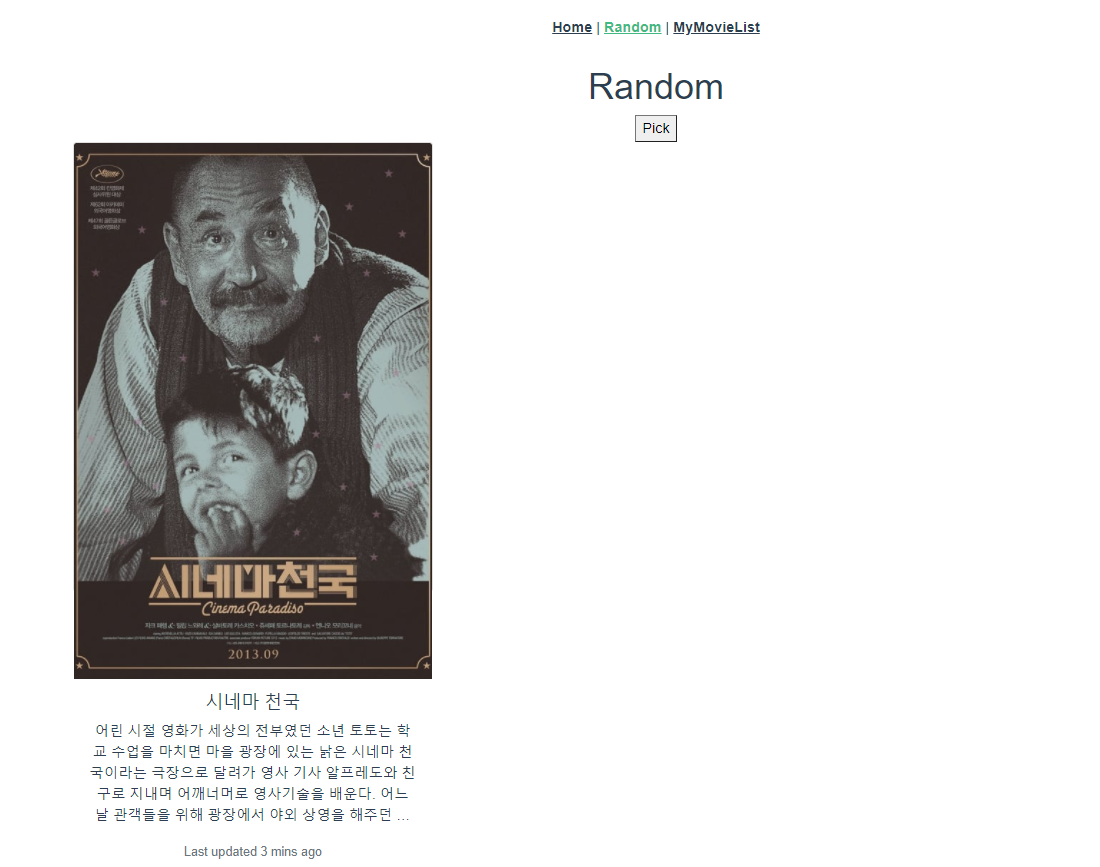 Home | Random | MyMovieList
Random
Pick
시네마천국
Cinema Paradiso
2013.09
시네마 천국
어린 시절 영화가 세상의 전부였던 소년 토토는 학
교 수업을 마치면 마을 광장에 있는 낡은 시네마 천
국이라는 극장으로 달려가 영사 기사 알프레도와 친
구로 지내며 어깨너머로 영사기술을 배운다. 어느
날 관객들을 위해 광장에서 야외 상영을 해주던 ...
Last updated 3 mins ago